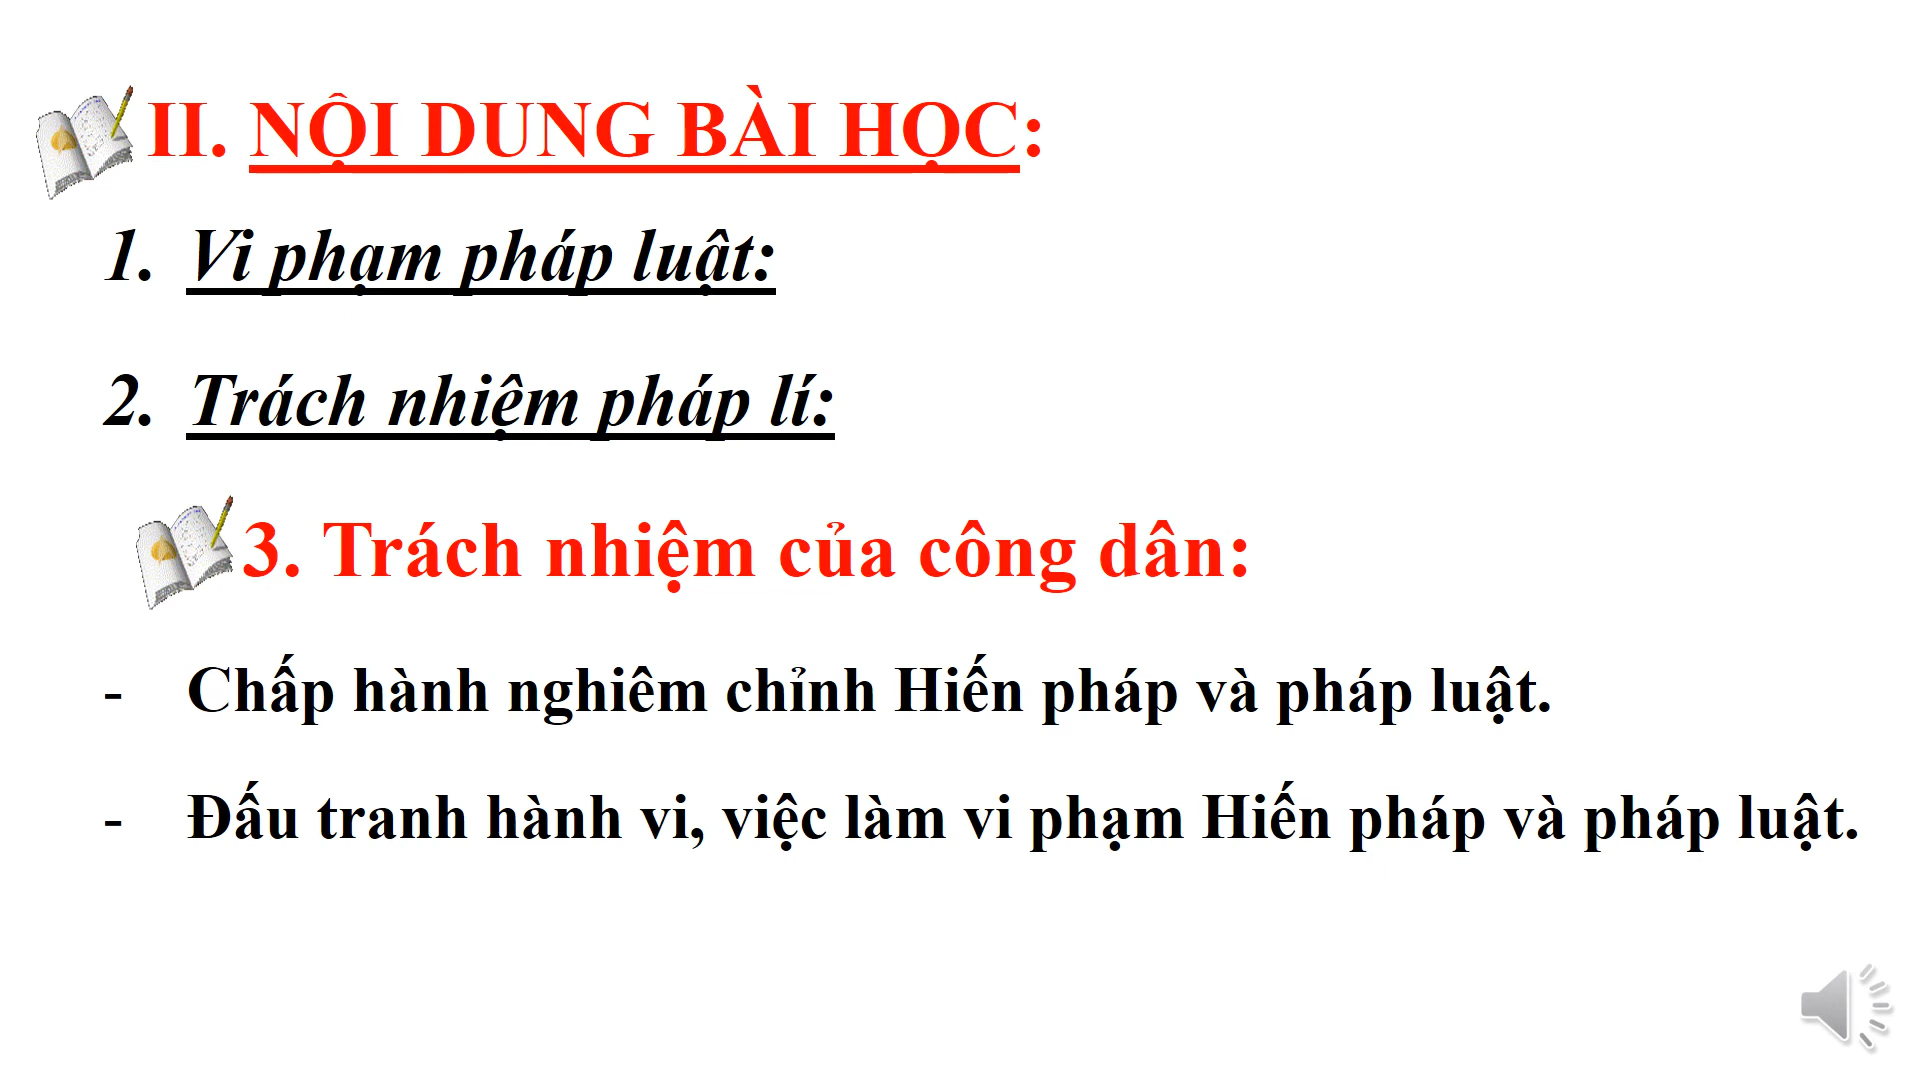 II. NỘI DUNG BÀI HỌC:
1. Vi phạm pháp luật:
2. Trách nhiệm pháp lí:
3. Trách nhiệm của công dân:
- Chấp hành nghiêm chỉnh Hiến pháp và pháp luật.
- Đấu tranh hành vi, việc làm vi phạm Hiến pháp và pháp luật.